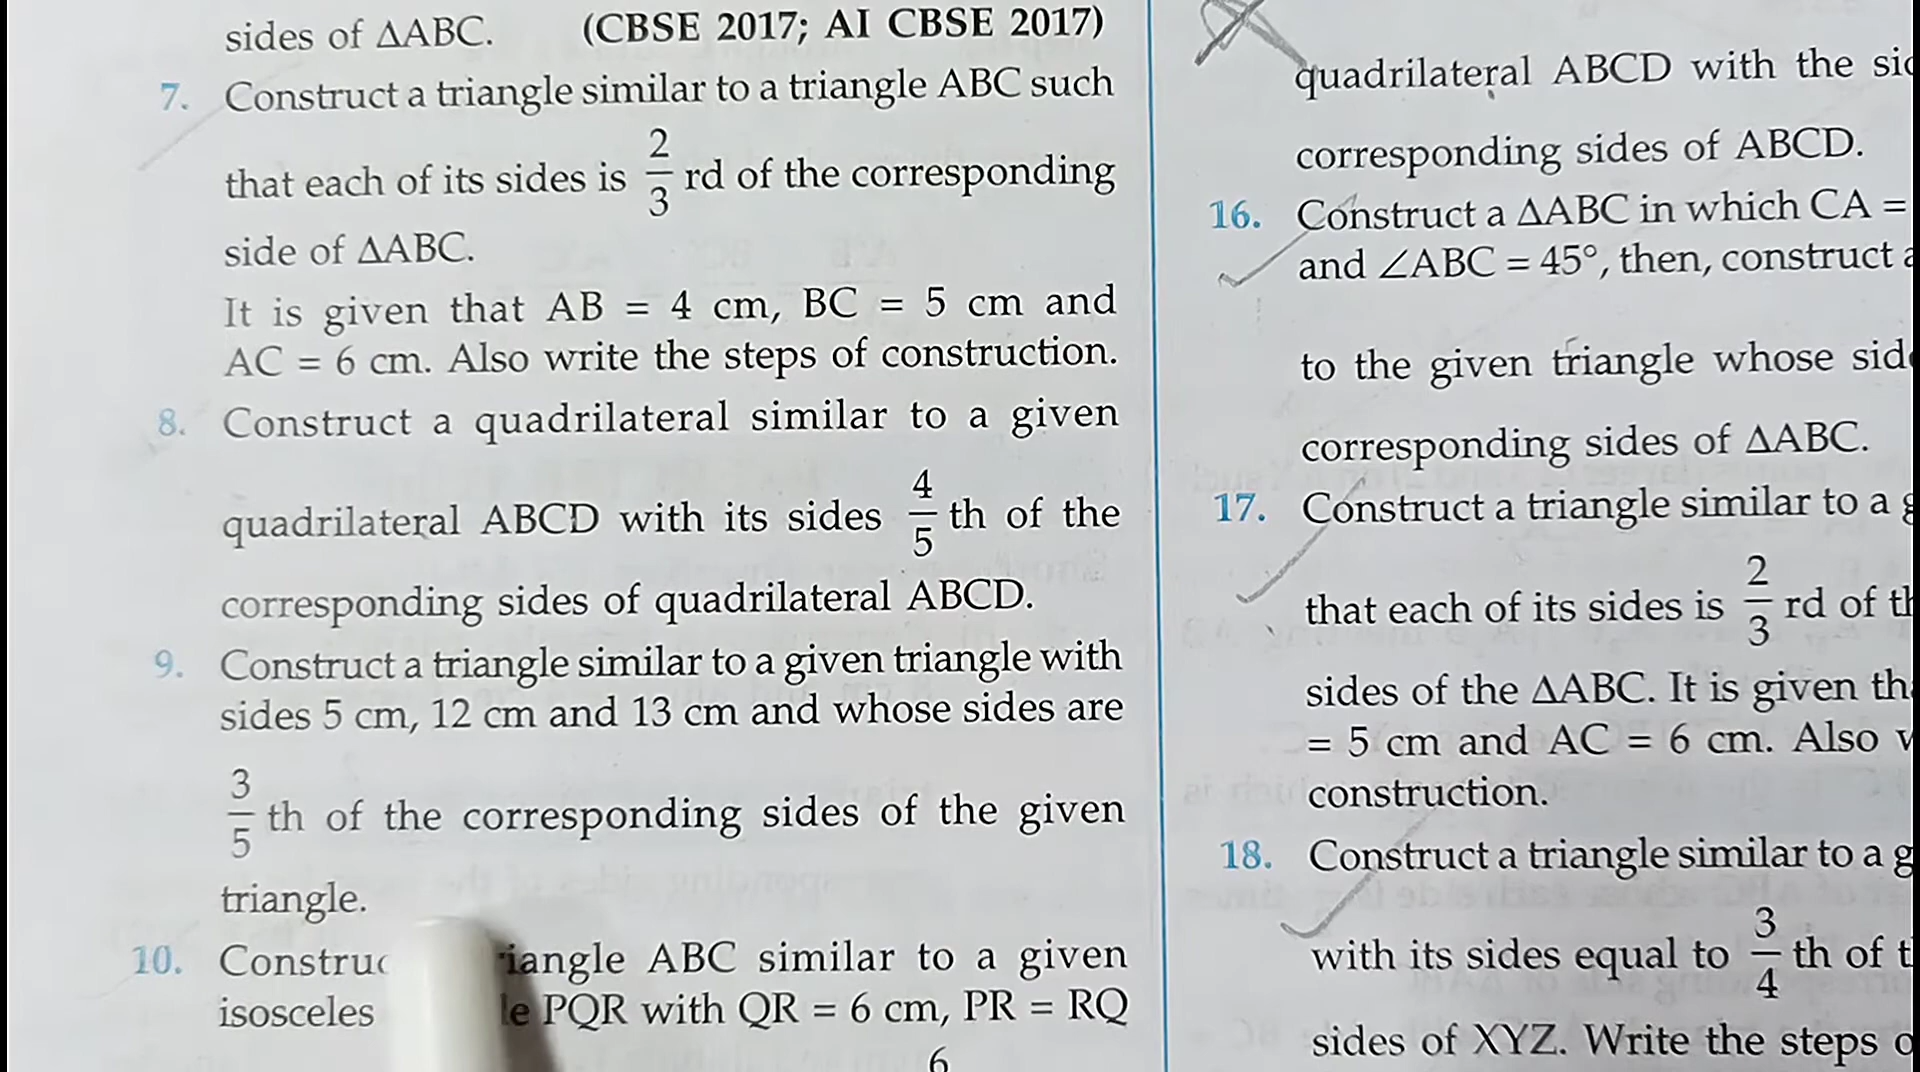 sides of ΔABC. (CBSE 2017; AI CBSE 2017)
7. Construct a triangle similar to a triangle ABC such
that each of its sides is 2/3 rd of the corresponding
side of ΔABC.
It is given that AB = 4 cm, BC = 5 cm and
AC = 6 cm. Also write the steps of construction.
8. Construct a quadrilateral similar to a given
quadrilateral ABCD with its sides 4/5 th of the
corresponding sides of quadrilateral ABCD.
9. Construct a triangle similar to a given triangle with
sides 5 cm, 12 cm and 13 cm and whose sides are
3/5 th of the corresponding sides of the given
triangle.
10. ABC similar to a given
isosceles PQR with QR = 6 cm, PR = RQ
6
quadrilateral ABCD with the
corresponding sides of ABCD.
16. Construct a ΔABC in which CA =
and ∠ABC = 45°, then, construct
to the given triangle whose
corresponding sides of ΔABC.
17. Construct a triangle similar to a
that each of its sides is 2/3 rd of
sides of the ΔABC. It is given
= 5 cm and AC = 6 cm. Also
construction.
18. Construct a triangle similar to a
with its sides equal to 3/4 th of
sides of XYZ. Write the steps